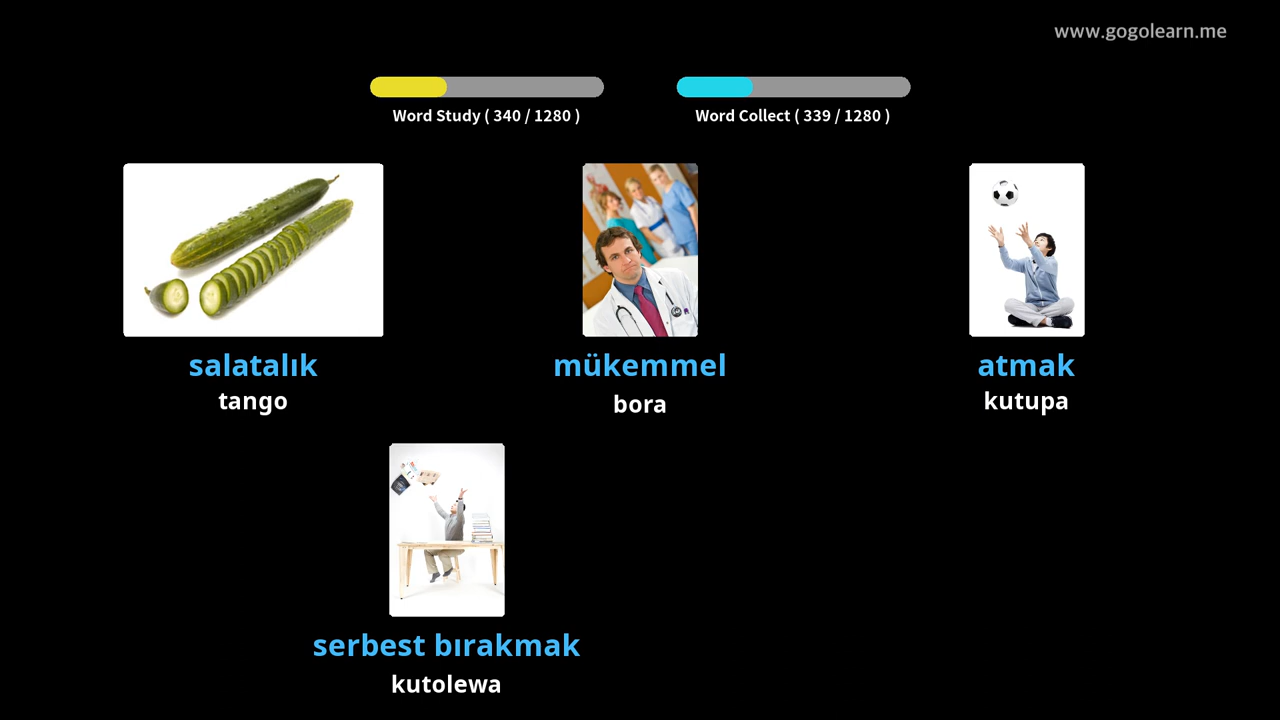 www.gogolearn.me
Word Study ( 340 / 1280 )
Word Collect ( 339 / 1280 )
salatalık
tango
mükemmel
bora
atmak
kutupa
serbest bırakmak
kutolewa